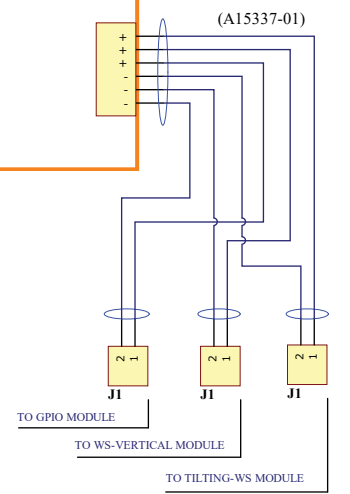 (A15337-01)
+
+
+
-
-
-
2 1
2 1
2 1
J1
J1
J1
TO GPIO MODULE
TO WS-VERTICAL MODULE
TO TILTING-WS MODULE